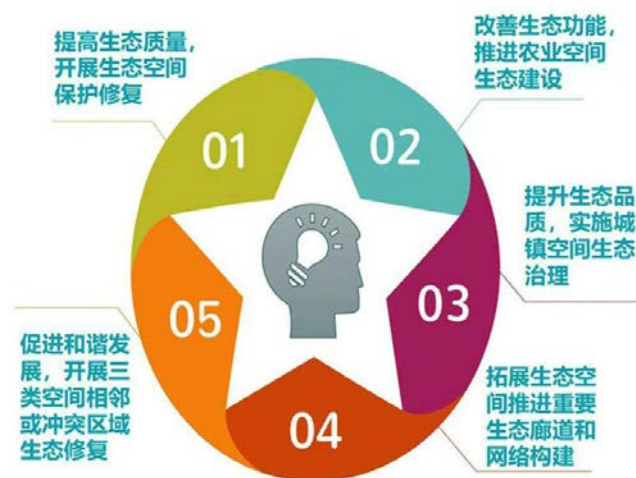 提高生态质量，
开展生态空间
保护修复
01
改善生态功能，
推进农业空间
生态建设
02
提升生态品
质，实施城
镇空间生态
治理
03
拓展生态空
间推进重要
生态廊道和
网络构建
04
促进和谐发
展，开展三
类空间相邻
或冲突区域
生态修复
05